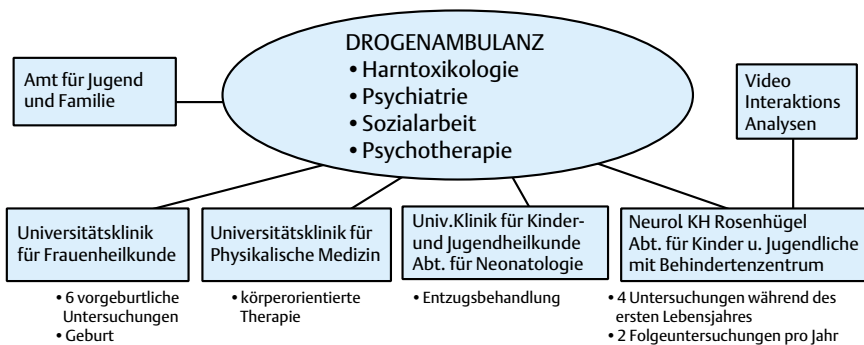 DROGENAMBULANZ
• Harntoxikologie
• Psychiatrie
• Sozialarbeit
• Psychotherapie
Amt für Jugend
und Familie
Video
Interaktions
Analysen
Universitätsklinik
für Frauenheilkunde
• 6 vorgeburtliche
Untersuchungen
• Geburt
Universitätsklinik für
Physikalische Medizin
• körperorientierte
Therapie
Univ.Klinik für Kinder-
und Jugendheilkunde
Abt. für Neonatologie
• Entzugsbehandlung
Neurol. KH Rosenhügel
Abt. für Kinder u. Jugendliche
mit Behindertenzentrum
• 4 Untersuchungen während des
ersten Lebensjahres
• 2 Folgeuntersuchungen pro Jahr